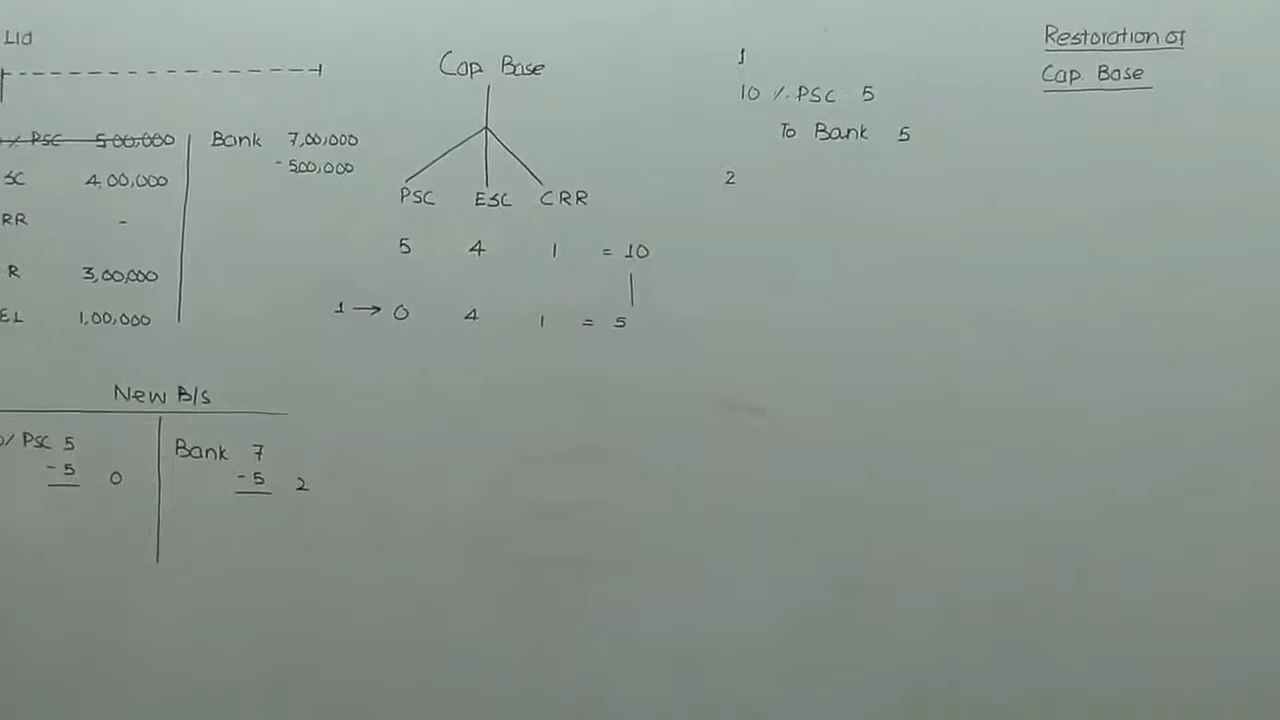 Ltd
% PSC 5,00,000 Bank 7,00,000
- 5,00,000
SC 4,00,000
RR -
R 3,00,000
EL 1,00,000
New B/s
% PSC 5 Bank 7
- 5 0 - 5 2
Cap. Base
PSC ESC CRR
5 4 1 = 10
1 → 0 4 1 = 5
1
10 % PSC 5
To Bank 5
2
Restoration of
Cap. Base